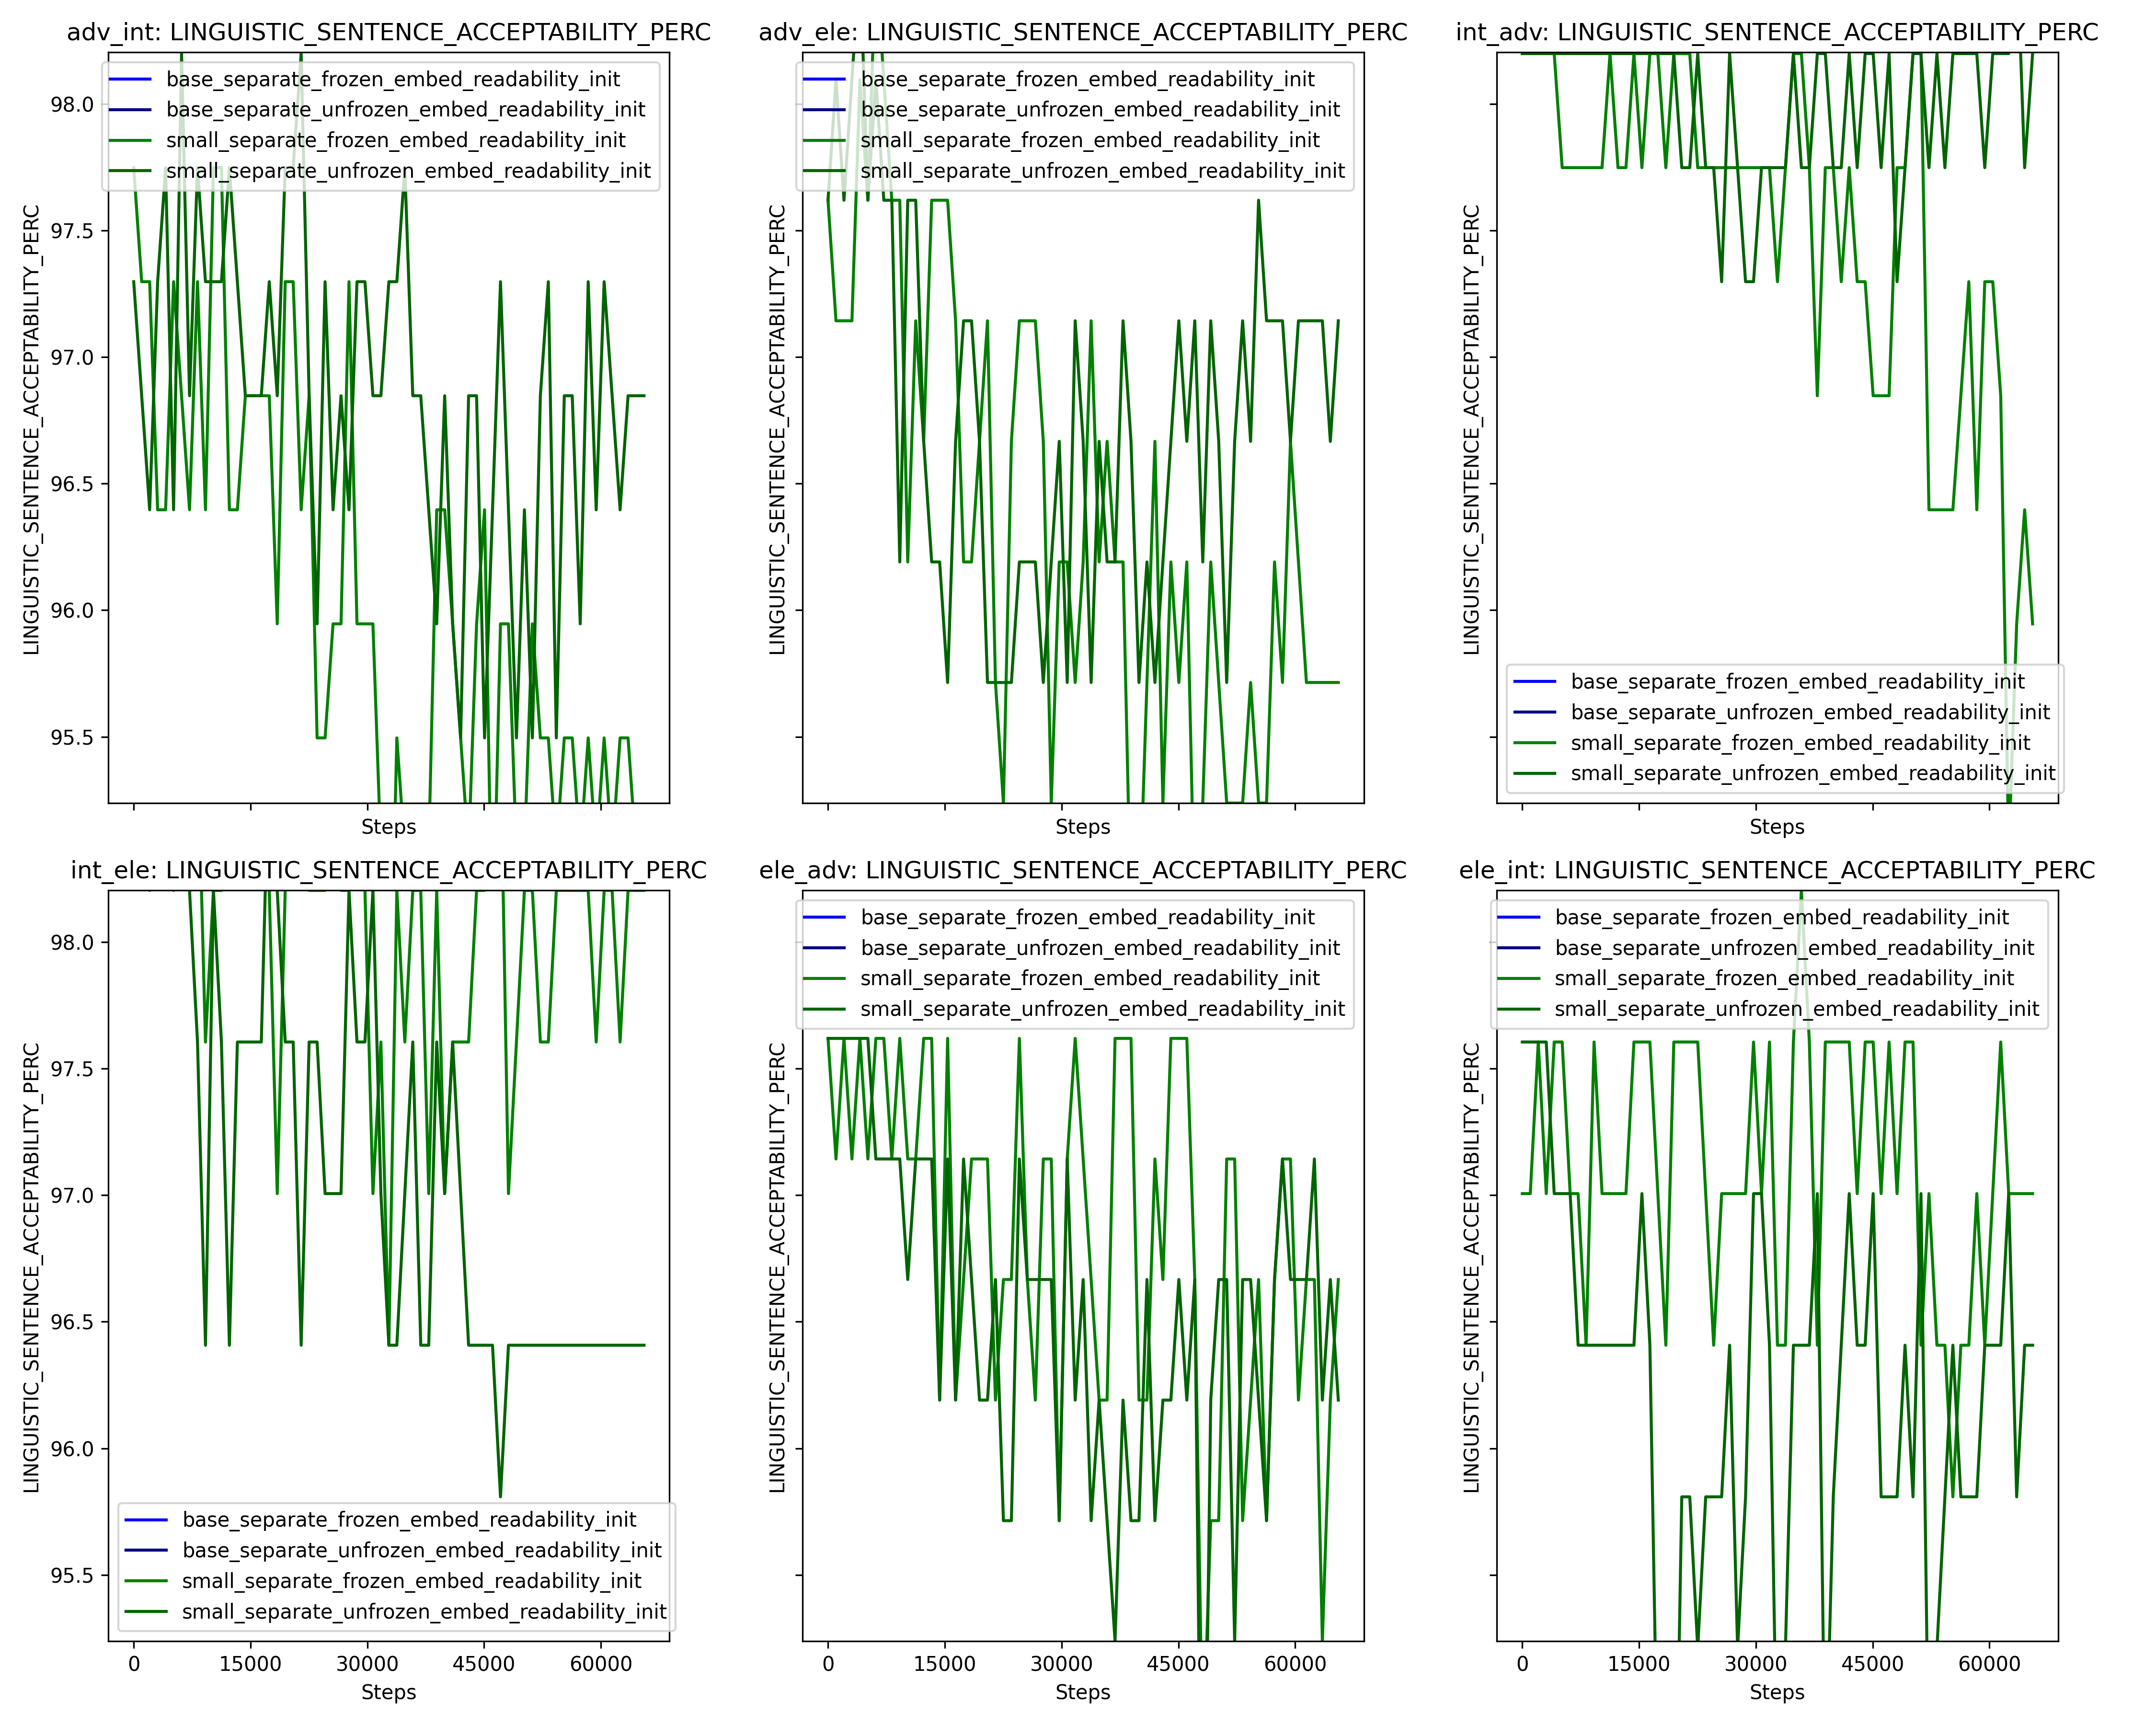 adv_int: LINGUISTIC_SENTENCE_ACCEPTABILITY_PERC
LINGUISTIC_SENTENCE_ACCEPTABILITY_PERC
98.0
97.5
97.0
96.5
96.0
95.5
base_separate_frozen_embed_readability_init
base_separate_unfrozen_embed_readability_init
small_separate_frozen_embed_readability_init
small_separate_unfrozen_embed_readability_init
Steps
adv_ele: LINGUISTIC_SENTENCE_ACCEPTABILITY_PERC
LINGUISTIC_SENTENCE_ACCEPTABILITY_PERC
base_separate_frozen_embed_readability_init
base_separate_unfrozen_embed_readability_init
small_separate_frozen_embed_readability_init
small_separate_unfrozen_embed_readability_init
Steps
int_adv: LINGUISTIC_SENTENCE_ACCEPTABILITY_PERC
LINGUISTIC_SENTENCE_ACCEPTABILITY_PERC
base_separate_frozen_embed_readability_init
base_separate_unfrozen_embed_readability_init
small_separate_frozen_embed_readability_init
small_separate_unfrozen_embed_readability_init
Steps
int_ele: LINGUISTIC_SENTENCE_ACCEPTABILITY_PERC
LINGUISTIC_SENTENCE_ACCEPTABILITY_PERC
98.0
97.5
97.0
96.5
96.0
95.5
base_separate_frozen_embed_readability_init
base_separate_unfrozen_embed_readability_init
small_separate_frozen_embed_readability_init
small_separate_unfrozen_embed_readability_init
0 15000 30000 45000 60000
Steps
ele_adv: LINGUISTIC_SENTENCE_ACCEPTABILITY_PERC
LINGUISTIC_SENTENCE_ACCEPTABILITY_PERC
base_separate_frozen_embed_readability_init
base_separate_unfrozen_embed_readability_init
small_separate_frozen_embed_readability_init
small_separate_unfrozen_embed_readability_init
0 15000 30000 45000 60000
Steps
ele_int: LINGUISTIC_SENTENCE_ACCEPTABILITY_PERC
LINGUISTIC_SENTENCE_ACCEPTABILITY_PERC
base_separate_frozen_embed_readability_init
base_separate_unfrozen_embed_readability_init
small_separate_frozen_embed_readability_init
small_separate_unfrozen_embed_readability_init
0 15000 30000 45000 60000
Steps